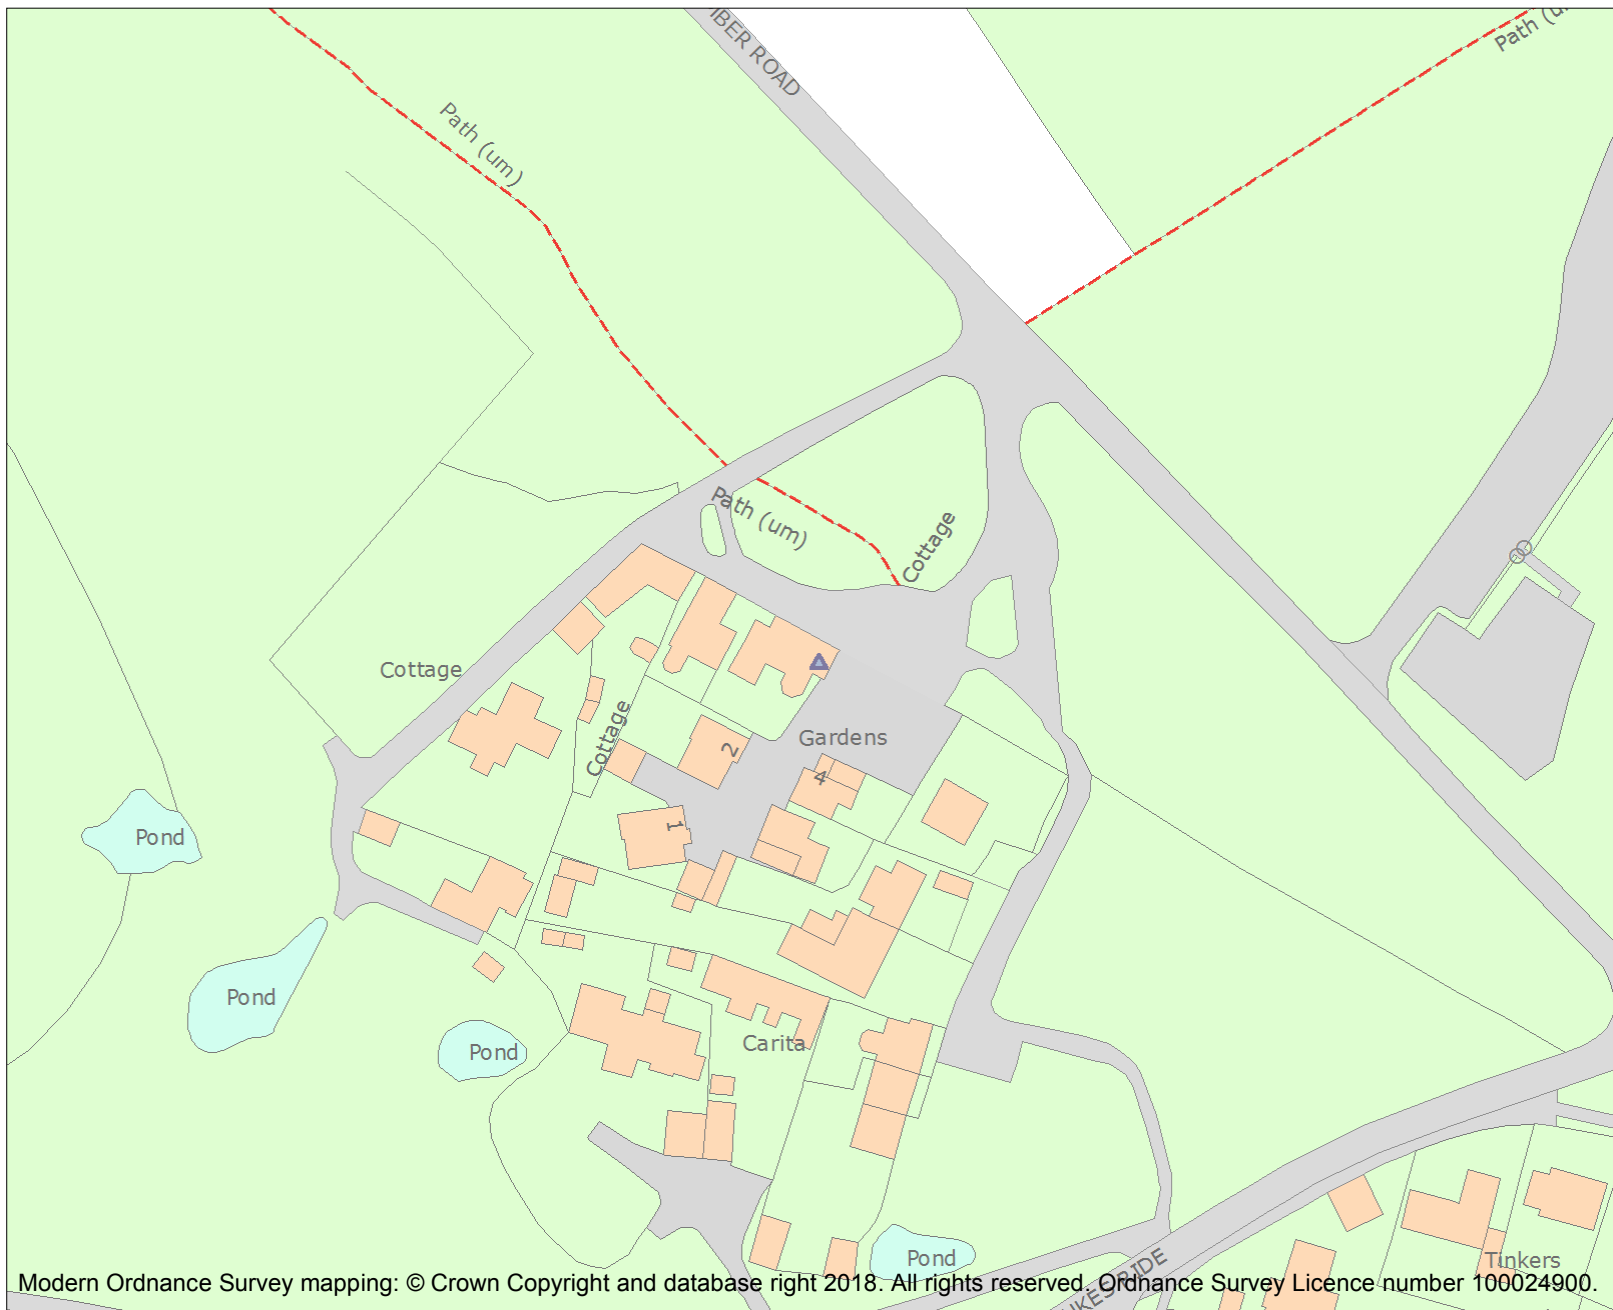 ROAD
Path (um)
Path
Path (um)
Cottage
Cottage
Cottage
Gardens
2
4
1
Pond
Pond
Pond
Carita
Pond
Tinkers
Modern Ordnance Survey mapping: © Crown Copyright and database right 2018. All rights reserved. Ordnance Survey Licence number 100024900.